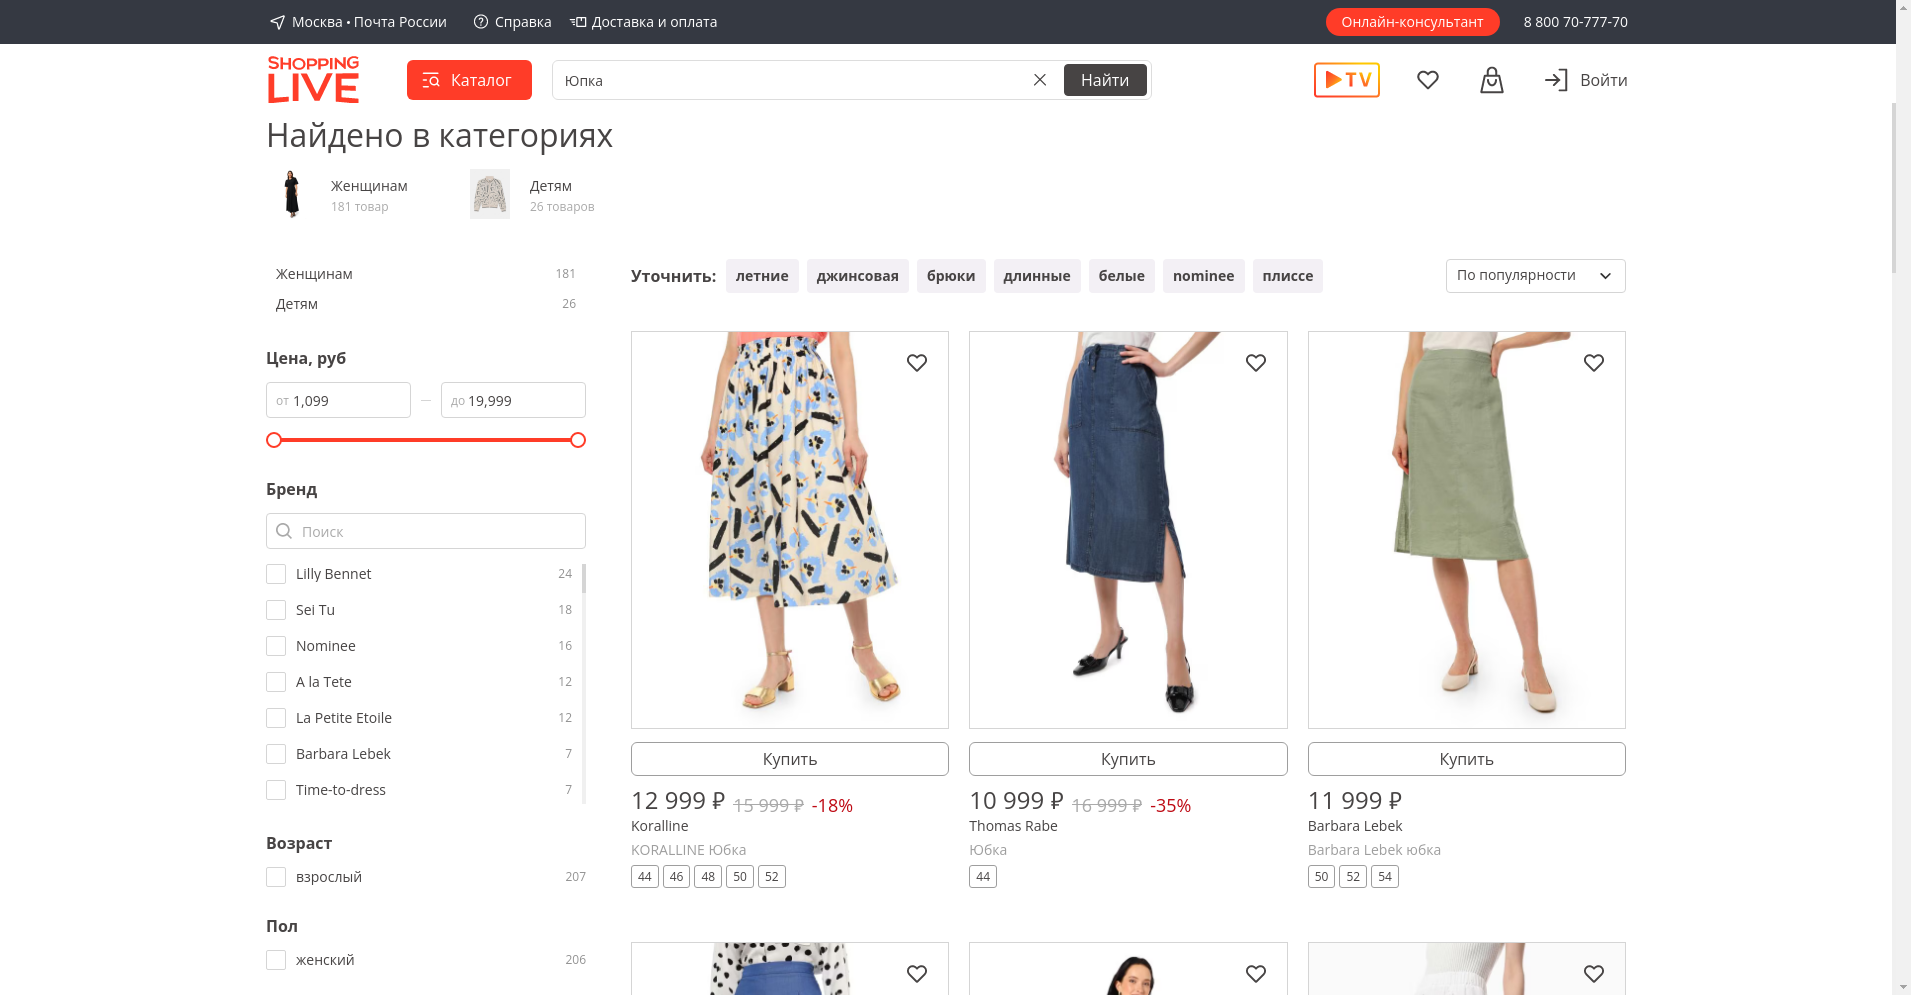 Москва • Почта России
Справка
Доставка и оплата
Онлайн-консультант
8 800 70-777-70
SHOPPING
LIVE
Каталог
Юпка
Найти
TV
Войти
Найдено в категориях
Женщинам
181 товар
Детям
26 товаров
Женщинам 181
Детям 26
Уточнить: летние джинсовая брюки длинные белые nominee плиссе
По популярности
Цена, руб
от 1,099 — до 19,999
Бренд
Поиск
Lilly Bennet 24
Sei Tu 18
Nominee 16
A la Tete 12
La Petite Etoile 12
Barbara Lebek 7
Time-to-dress 7
Возраст
взрослый 207
Пол
женский 206
Купить
12 999 ₽ 15 999 ₽ -18%
Koralline
KORALLINE Юбка
44 46 48 50 52
Купить
10 999 ₽ 16 999 ₽ -35%
Thomas Rabe
Юбка
44
Купить
11 999 ₽
Barbara Lebek
Barbara Lebek юбка
50 52 54